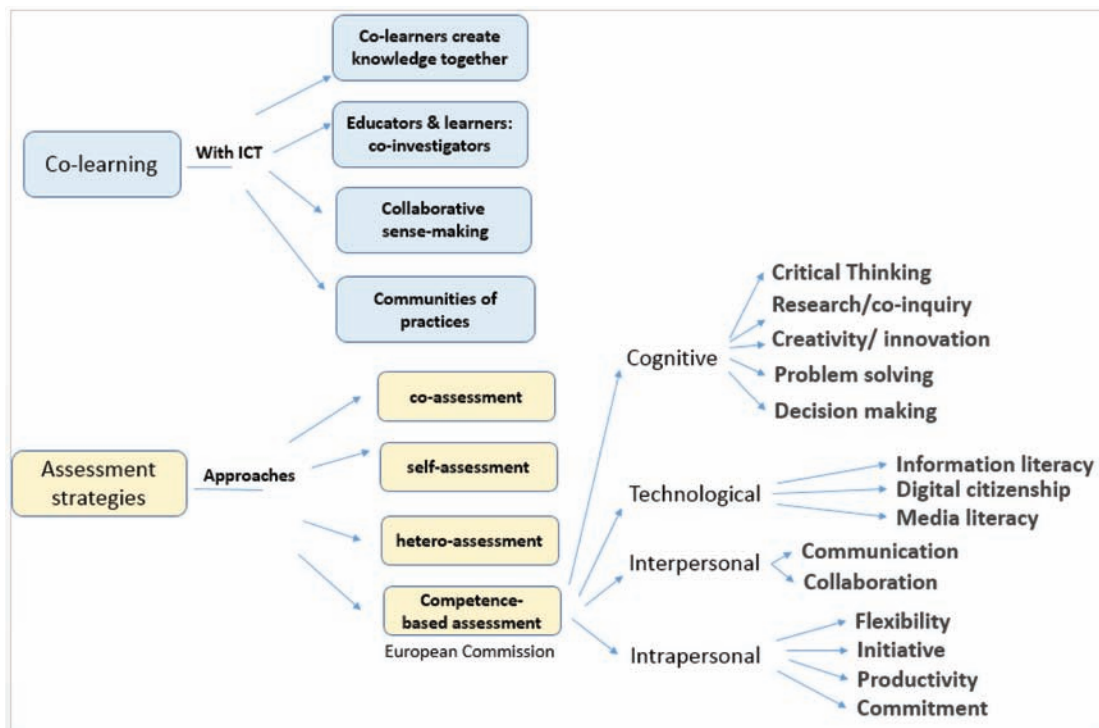 Co-learners create
knowledge together
Educators & learners:
co-investigators
Co-learning
With ICT
Collaborative
sense-making
Communities of
practices
Assessment
strategies
Approaches
co-assessment
self-assessment
hetero-assessment
Competence-
based assessment
European Commission
Cognitive
Critical Thinking
Research/co-inquiry
Creativity/ innovation
Problem solving
Decision making
Technological
Information literacy
Digital citizenship
Media literacy
Interpersonal
Communication
Collaboration
Intrapersonal
Flexibility
Initiative
Productivity
Commitment